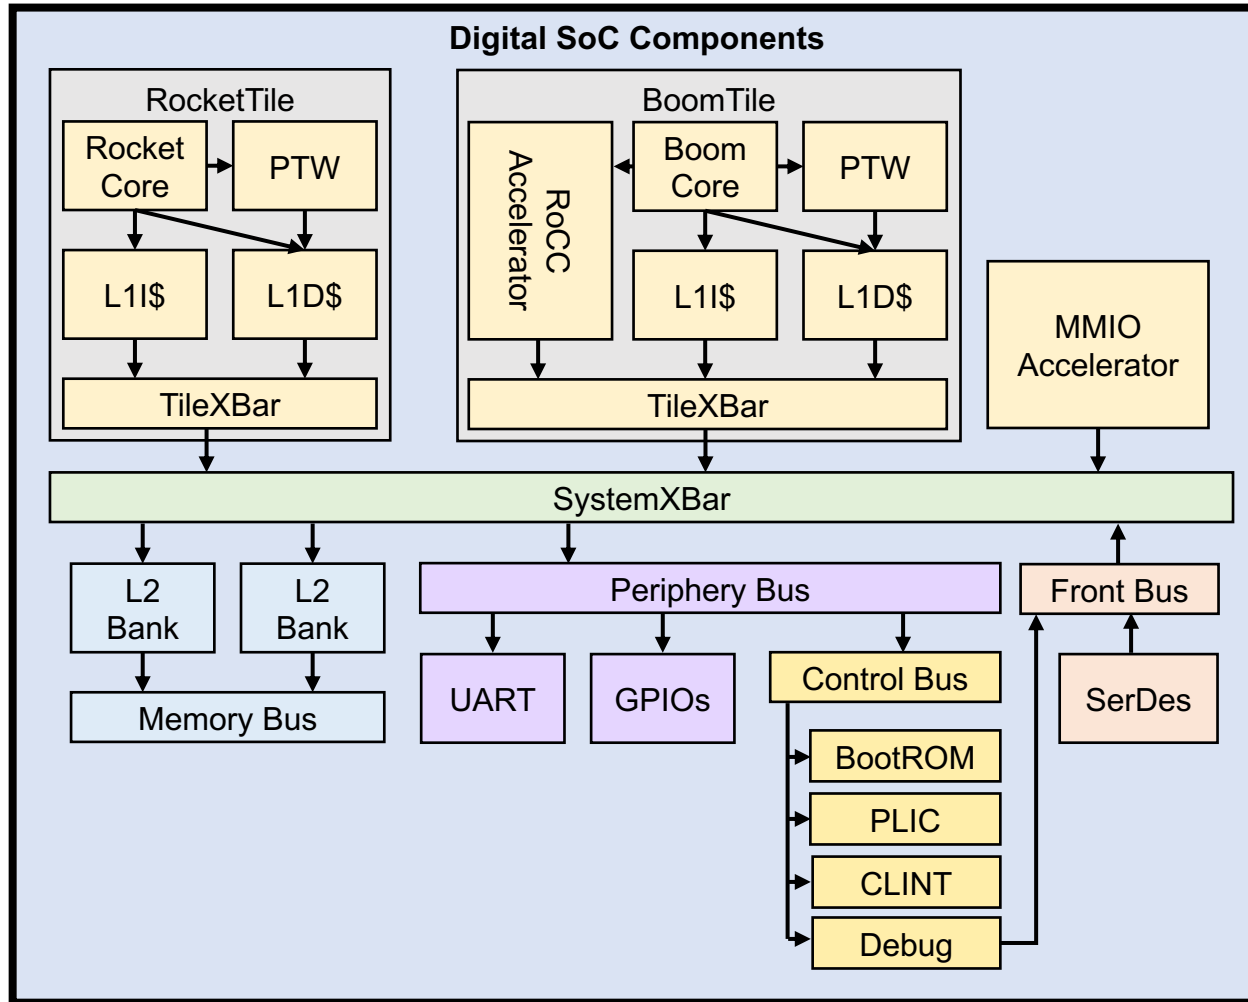 Digital SoC Components
RocketTile
Rocket
Core
PTW
L1I$
L1D$
TileXBar
BoomTile
RoCC
Accelerator
Boom
Core
PTW
L1I$
L1D$
TileXBar
MMIO
Accelerator
SystemXBar
L2
Bank
L2
Bank
Memory Bus
Periphery Bus
UART
GPIOs
Control Bus
BootROM
PLIC
CLINT
Debug
Front Bus
SerDes